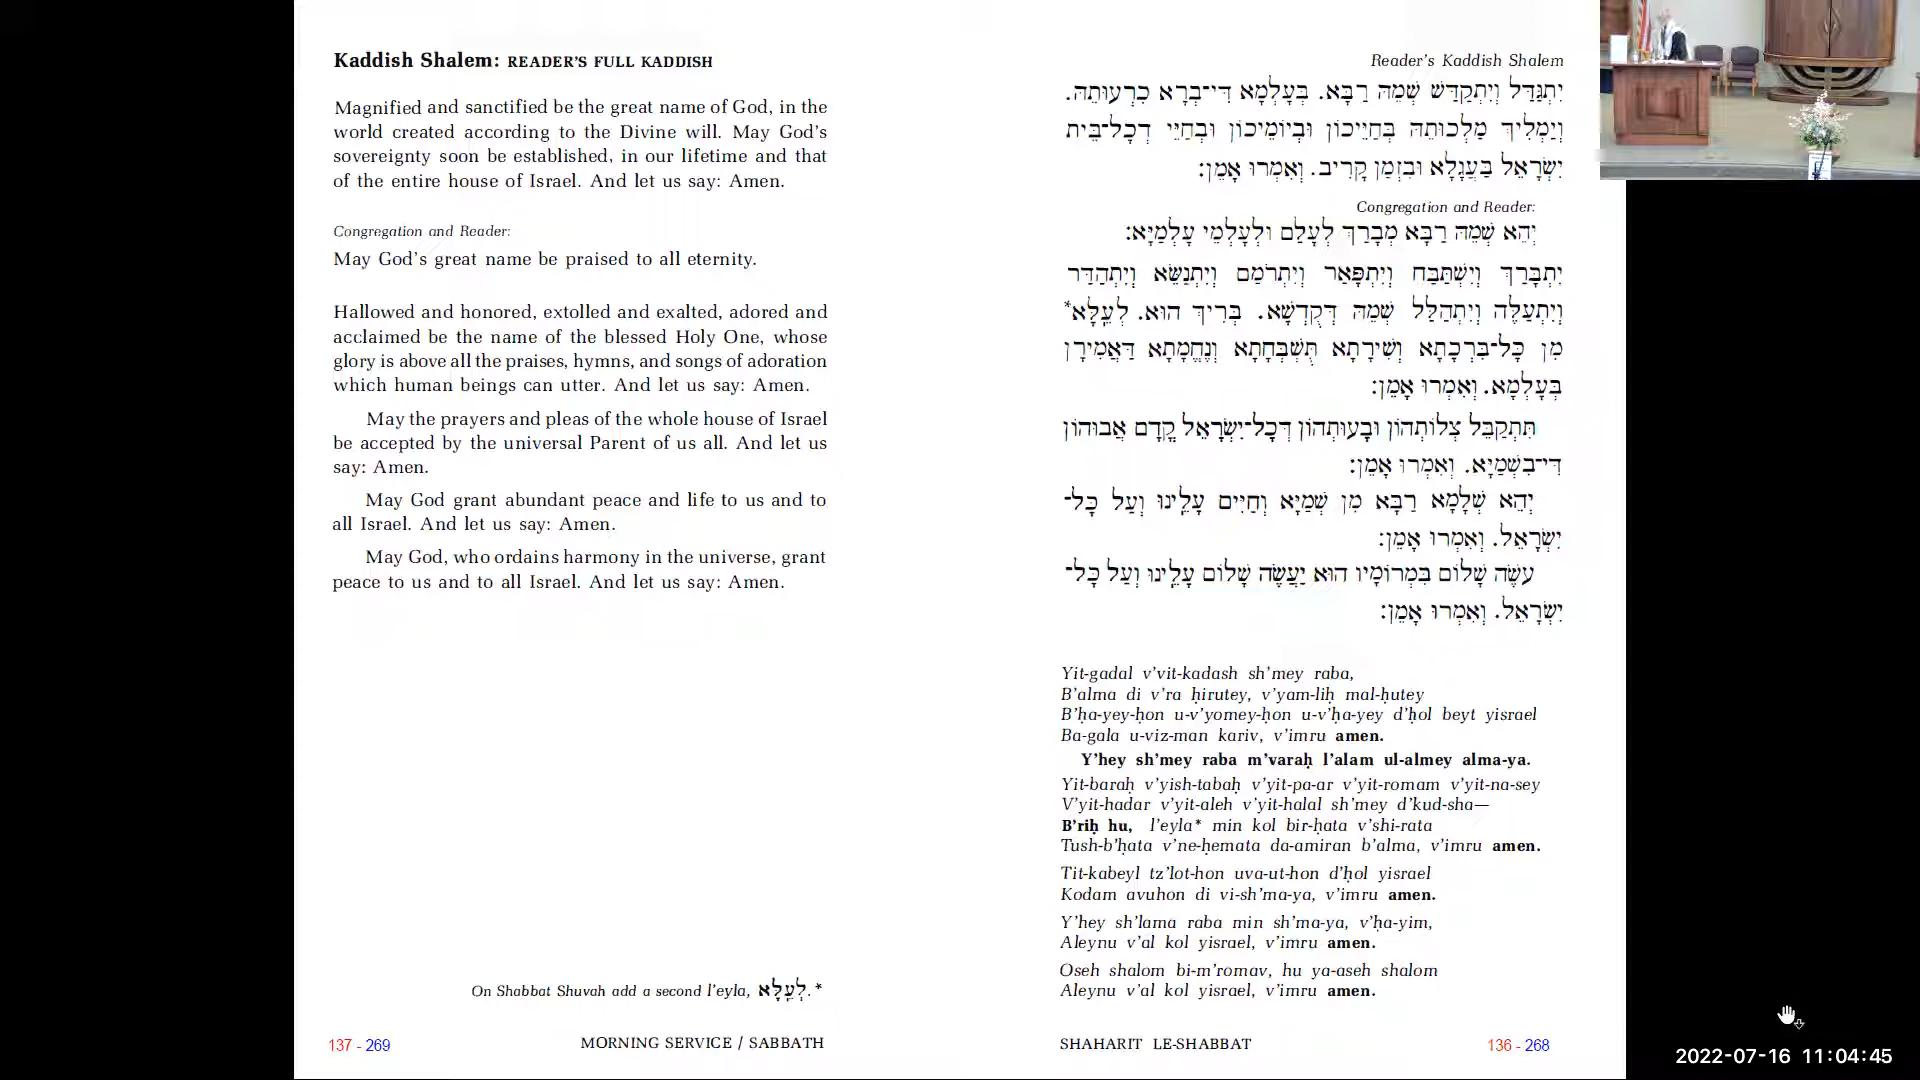 Kaddish Shalem: READER'S FULL KADDISH
Magnified and sanctified be the great name of God, in the
world created according to the Divine will. May God's
sovereignty soon be established, in our lifetime and that
of the entire house of Israel. And let us say: Amen.
Congregation and Reader:
May God's great name be praised to all eternity.
Hallowed and honored, extolled and exalted, adored and
acclaimed be the name of the blessed Holy One, whose
glory is above all the praises, hymns, and songs of adoration
which human beings can utter. And let us say: Amen.
May the prayers and pleas of the whole house of Israel
be accepted by the universal Parent of us all. And let us
say: Amen.
May God grant abundant peace and life to us and to
all Israel. And let us say: Amen.
May God, who ordains harmony in the universe, grant
peace to us and to all Israel. And let us say: Amen.
On Shabbat Shuvah add a second l'eyla, לְעֵלָּא.*
137 - 269
MORNING SERVICE / SABBATH
Reader's Kaddish Shalem
יִתְגַּדַּל וְיִתְקַדַּשׁ שְׁמֵהּ רַבָּא. בְּעָלְמָא דִּי־בְרָא כִרְעוּתֵהּ.
וְיַמְלִיךְ מַלְכוּתֵהּ בְּחַיֵּיכוֹן וּבְיוֹמֵיכוֹן וּבְחַיֵּי דְכָל־בֵּית
יִשְׂרָאֵל בַּעֲגָלָא וּבִזְמַן קָרִיב. וְאִמְרוּ אָמֵן:
Congregation and Reader:
יְהֵא שְׁמֵהּ רַבָּא מְבָרַךְ לְעָלַם וּלְעָלְמֵי עָלְמַיָּא:
יִתְבָּרַךְ וְיִשְׁתַּבַּח וְיִתְפָּאַר וְיִתְרֹמַם וְיִתְנַשֵּׂא וְיִתְהַדַּר
וְיִתְעַלֶּה וְיִתְהַלַּל שְׁמֵהּ דְּקֻדְשָׁא. בְּרִיךְ הוּא. לְעֵלָּא*
מִן כָּל־בִּרְכָתָא וְשִׁירָתָא תֻּשְׁבְּחָתָא וְנֶחֱמָתָא דַּאֲמִירָן
בְּעָלְמָא. וְאִמְרוּ אָמֵן:
תִּתְקַבֵּל צְלוֹתְהוֹן וּבָעוּתְהוֹן דְּכָל־יִשְׂרָאֵל קֳדָם אֲבוּהוֹן
דִּי־בִשְׁמַיָּא. וְאִמְרוּ אָמֵן:
יְהֵא שְׁלָמָא רַבָּא מִן שְׁמַיָּא וְחַיִּים עָלֵינוּ וְעַל כָּל־
יִשְׂרָאֵל. וְאִמְרוּ אָמֵן:
עֹשֶׂה שָׁלוֹם בִּמְרוֹמָיו הוּא יַעֲשֶׂה שָׁלוֹם עָלֵינוּ וְעַל כָּל־
יִשְׂרָאֵל. וְאִמְרוּ אָמֵן:
Yit-gadal v'vit-kadash sh'mey raba,
B'alma di v'ra ḥirutey, v'yam-liḥ mal-ḥutey
B'ḥa-yey-ḥon u-v'yomey-ḥon u-v'ḥa-yey d'ḥol beyt yisrael
Ba-gala u-viz-man kariv, v'imru amen.
Y'hey sh'mey raba m'varaḥ l'alam ul-almey alma-ya.
Yit-baraḥ v'yish-tabaḥ v'yit-pa-ar v'yit-romam v'yit-na-sey
V'yit-hadar v'yit-aleh v'yit-halal sh'mey d'kud-sha—
B'riḥ hu, l'eyla* min kol bir-ḥata v'shi-rata
Tush-b'ḥata v'ne-ḥemata da-amiran b'alma, v'imru amen.
Tit-kabeyl tz'lot-hon uva-ut-hon d'ḥol yisrael
Kodam avuhon di vi-sh'ma-ya, v'imru amen.
Y'hey sh'lama raba min sh'ma-ya, v'ḥa-yim,
Aleynu v'al kol yisrael, v'imru amen.
Oseh shalom bi-m'romav, hu ya-aseh shalom
Aleynu v'al kol yisrael, v'imru amen.
SHAHARIT LE-SHABBAT
136 - 268
2022-07-16 11:04:45